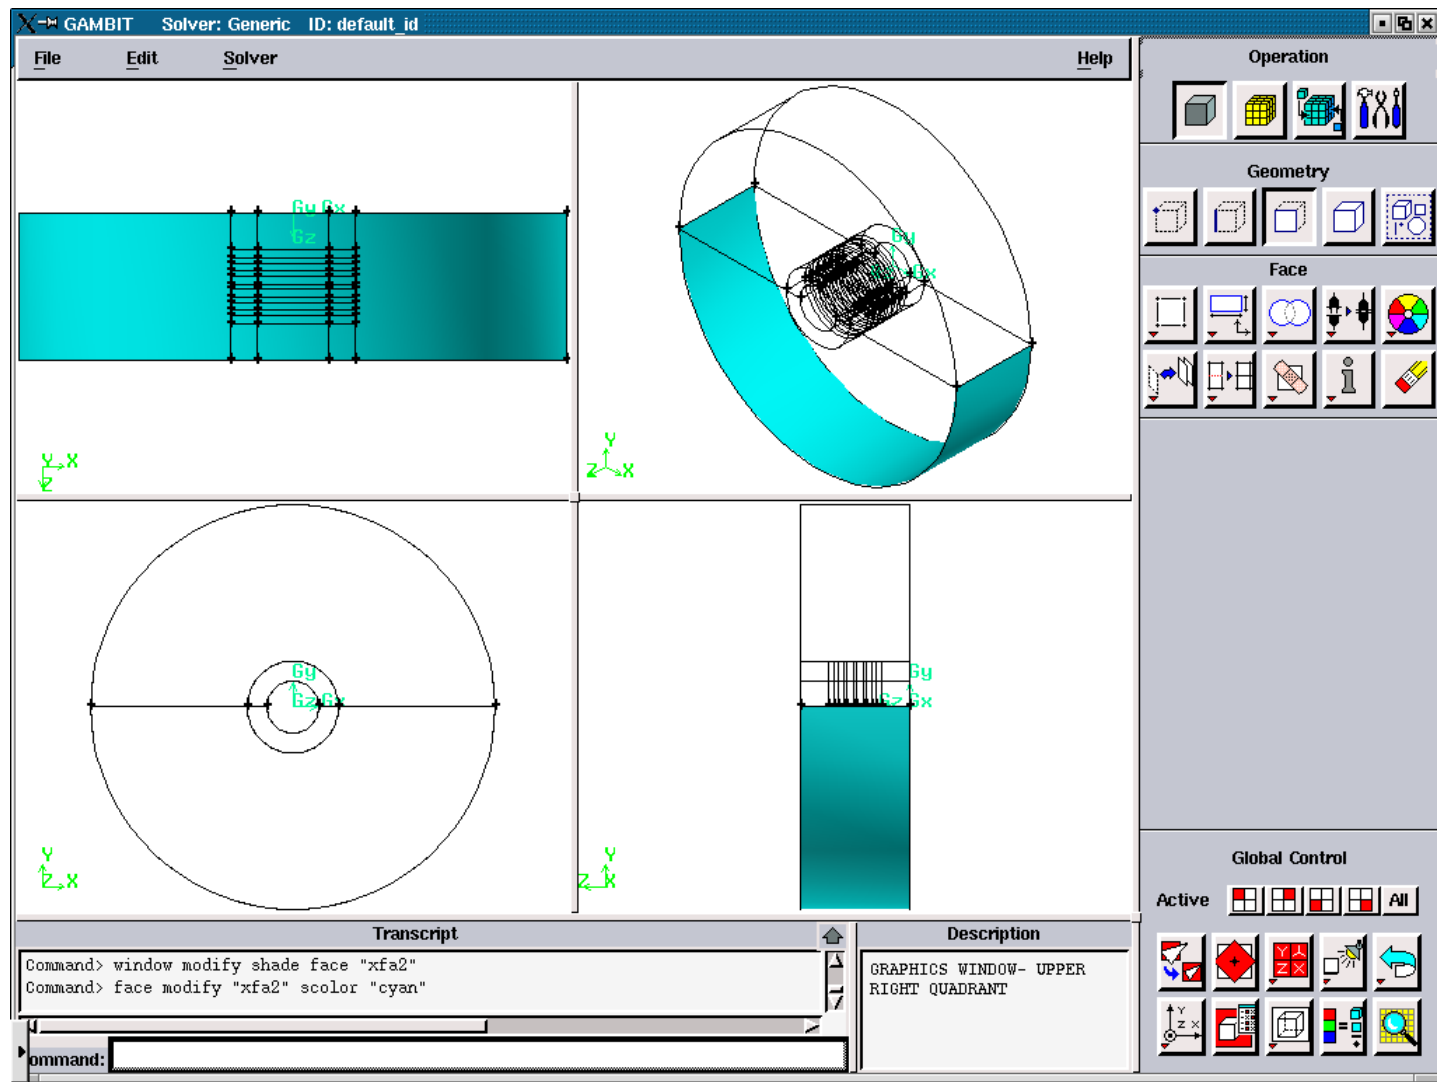 GAMBIT Solver: Generic ID: default_id
File Edit Solver Help
Operation
Geometry
Face
Gy Gx
Gz
Y X
Z
Gy
Gx
Y
Z X
Gy
Gz Gx
Y
Z X
Gy
Gz Gx
Y
Z X
Global Control
Active All
Y Z X
Y
Z X
Transcript
Command> window modify shade face "xfa2"
Command> face modify "xfa2" scolor "cyan"
ommand:
Description
GRAPHICS WINDOW- UPPER
RIGHT QUADRANT